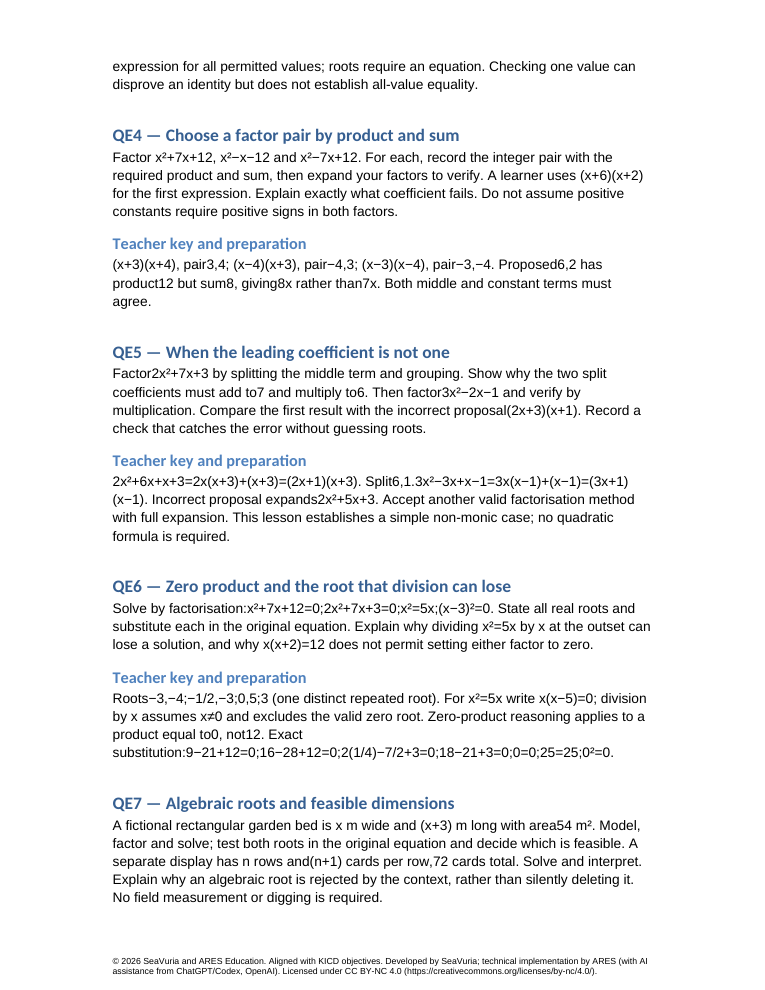 expression for all permitted values; roots require an equation. Checking one value can
disprove an identity but does not establish all-value equality.
QE4 — Choose a factor pair by product and sum
Factor x²+7x+12, x²−x−12 and x²−7x+12. For each, record the integer pair with the
required product and sum, then expand your factors to verify. A learner uses (x+6)(x+2)
for the first expression. Explain exactly what coefficient fails. Do not assume positive
constants require positive signs in both factors.
Teacher key and preparation
(x+3)(x+4), pair3,4; (x−4)(x+3), pair−4,3; (x−3)(x−4), pair−3,−4. Proposed6,2 has
product12 but sum8, giving8x rather than7x. Both middle and constant terms must
agree.
QE5 — When the leading coefficient is not one
Factor2x²+7x+3 by splitting the middle term and grouping. Show why the two split
coefficients must add to7 and multiply to6. Then factor3x²−2x−1 and verify by
multiplication. Compare the first result with the incorrect proposal(2x+3)(x+1). Record a
check that catches the error without guessing roots.
Teacher key and preparation
2x²+6x+x+3=2x(x+3)+(x+3)=(2x+1)(x+3). Split6,1.3x²−3x+x−1=3x(x−1)+(x−1)=(3x+1)
(x−1). Incorrect proposal expands2x²+5x+3. Accept another valid factorisation method
with full expansion. This lesson establishes a simple non-monic case; no quadratic
formula is required.
QE6 — Zero product and the root that division can lose
Solve by factorisation:x²+7x+12=0;2x²+7x+3=0;x²=5x;(x−3)²=0. State all real roots and
substitute each in the original equation. Explain why dividing x²=5x by x at the outset can
lose a solution, and why x(x+2)=12 does not permit setting either factor to zero.
Teacher key and preparation
Roots−3,−4;−1/2,−3;0,5;3 (one distinct repeated root). For x²=5x write x(x−5)=0; division
by x assumes x≠0 and excludes the valid zero root. Zero-product reasoning applies to a
product equal to0, not12. Exact
substitution:9−21+12=0;16−28+12=0;2(1/4)−7/2+3=0;18−21+3=0;0=0;25=25;0²=0.
QE7 — Algebraic roots and feasible dimensions
A fictional rectangular garden bed is x m wide and (x+3) m long with area54 m². Model,
factor and solve; test both roots in the original equation and decide which is feasible. A
separate display has n rows and(n+1) cards per row,72 cards total. Solve and interpret.
Explain why an algebraic root is rejected by the context, rather than silently deleting it.
No field measurement or digging is required.
© 2026 SeaVuria and ARES Education. Aligned with KICD objectives. Developed by SeaVuria; technical implementation by ARES (with AI
assistance from ChatGPT/Codex, OpenAI). Licensed under CC BY-NC 4.0 (https://creativecommons.org/licenses/by-nc/4.0/).